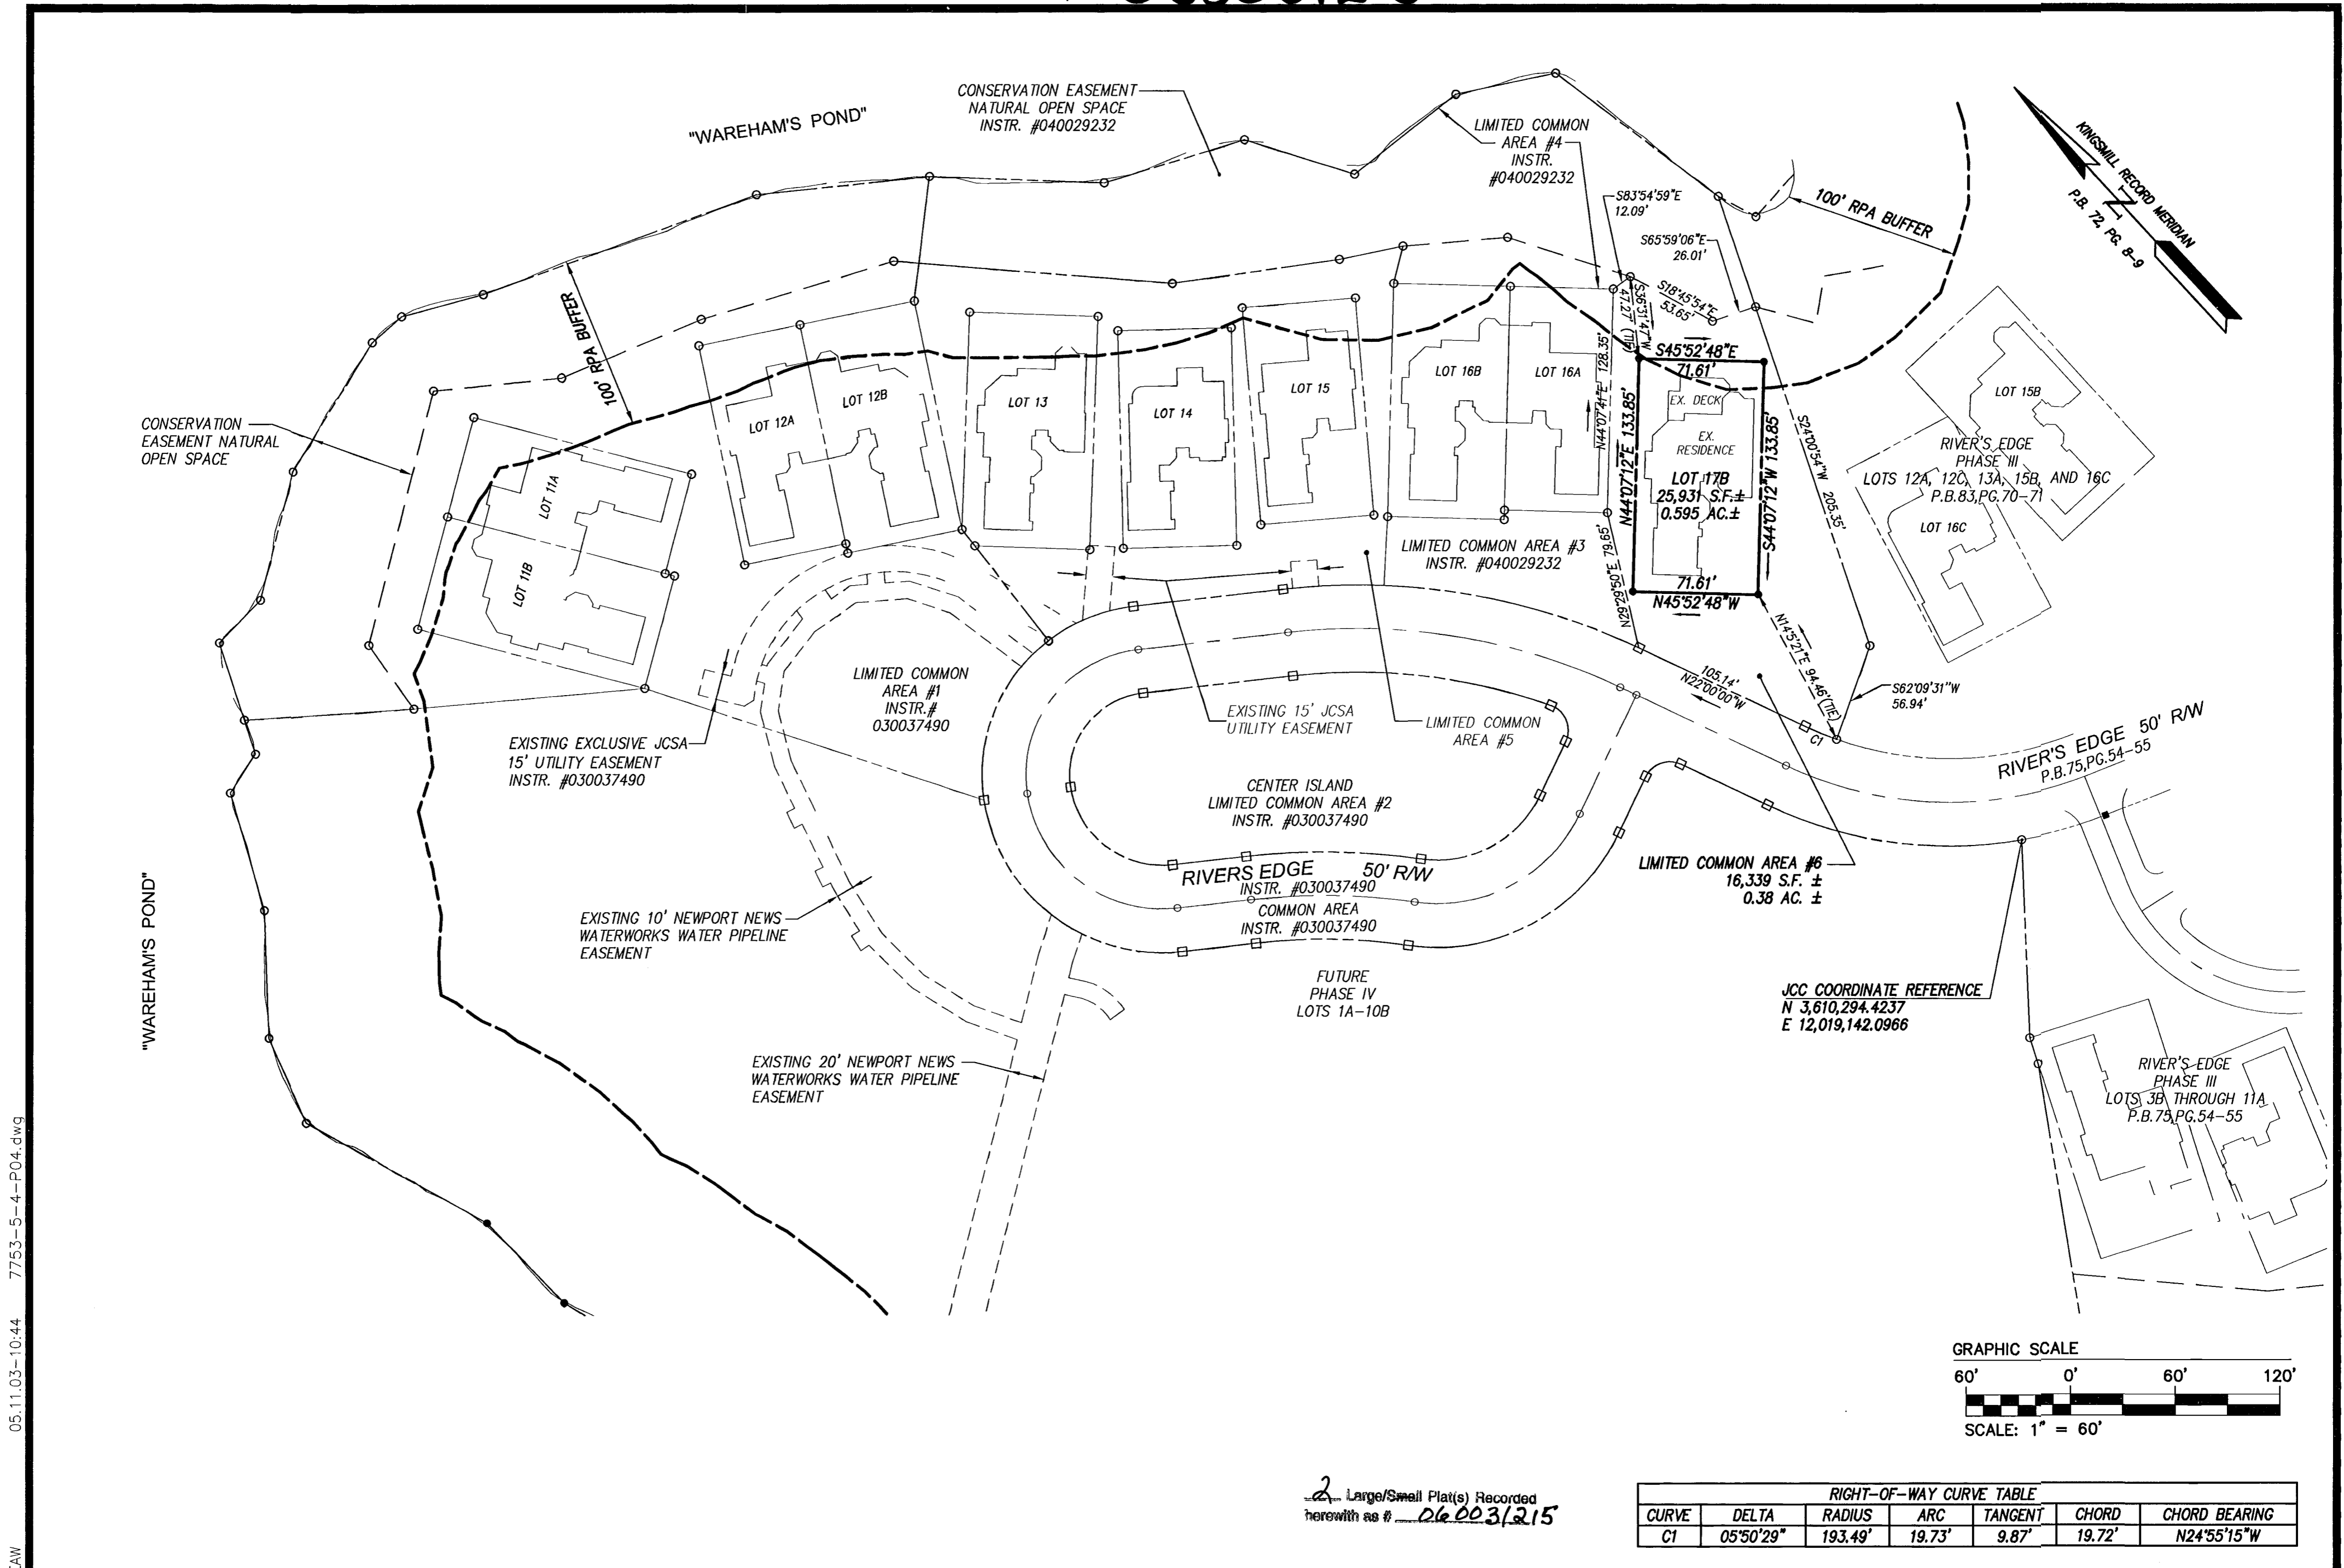 "WAREHAM'S POND"
CONSERVATION EASEMENT
NATURAL OPEN SPACE
INSTR. #040029232
LIMITED COMMON
AREA #4
INSTR.
#040029232
KINGSMILL RECORD MERIDIAN
P.B. 72, PG. 8-9
100' RPA BUFFER
S83°54'59"E
12.09'
S65°59'06"E
26.01'
S18°45'54"E
53.65'
S36°31'47"W
47.27' (TIE)
N44°07'41"E 128.35'
S45°52'48"E
71.61'
N44°07'12"E 133.85'
S44°07'12"W 133.85'
EX. DECK
EX.
RESIDENCE
LOT 17B
25,931 S.F.±
0.595 AC.±
71.61'
N45°52'48"W
S24°00'54"W 205.35'
N29°29'50"E 79.65'
N14°5'21"E 94.46'(TIE)
105.14'
N22°00'00"W
C1
S62°09'31"W
56.94'
100' RPA BUFFER
CONSERVATION
EASEMENT NATURAL
OPEN SPACE
LOT 11A
LOT 11B
LOT 12A
LOT 12B
LOT 13
LOT 14
LOT 15
LOT 16B
LOT 16A
LOT 15B
RIVER'S EDGE
PHASE III
LOTS 12A, 12C, 13A, 15B, AND 16C
P.B.83,PG.70-71
LOT 16C
LIMITED COMMON AREA #3
INSTR. #040029232
LIMITED COMMON
AREA #1
INSTR.#
030037490
EXISTING EXCLUSIVE JCSA
15' UTILITY EASEMENT
INSTR. #030037490
EXISTING 15' JCSA
UTILITY EASEMENT
LIMITED COMMON
AREA #5
CENTER ISLAND
LIMITED COMMON AREA #2
INSTR. #030037490
RIVERS EDGE 50' R/W
INSTR. #030037490
COMMON AREA
INSTR. #030037490
RIVER'S EDGE 50' R/W
P.B.75,PG.54-55
LIMITED COMMON AREA #6
16,339 S.F. ±
0.38 AC. ±
"WAREHAM'S POND"
EXISTING 10' NEWPORT NEWS
WATERWORKS WATER PIPELINE
EASEMENT
FUTURE
PHASE IV
LOTS 1A-10B
JCC COORDINATE REFERENCE
N 3,610,294.4237
E 12,019,142.0966
EXISTING 20' NEWPORT NEWS
WATERWORKS WATER PIPELINE
EASEMENT
RIVER'S EDGE
PHASE III
LOTS 3B THROUGH 11A
P.B.75,PG.54-55
05.11.03-10:44 7753-5-4-P04.dwg
GRAPHIC SCALE
60' 0' 60' 120'
SCALE: 1" = 60'
2 Large/Small Plat(s) Recorded
herewith as # 060031215
RIGHT-OF-WAY CURVE TABLE
CURVE DELTA RADIUS ARC TANGENT CHORD CHORD BEARING
C1 05°50'29" 193.49' 19.73' 9.87' 19.72' N24°55'15"W